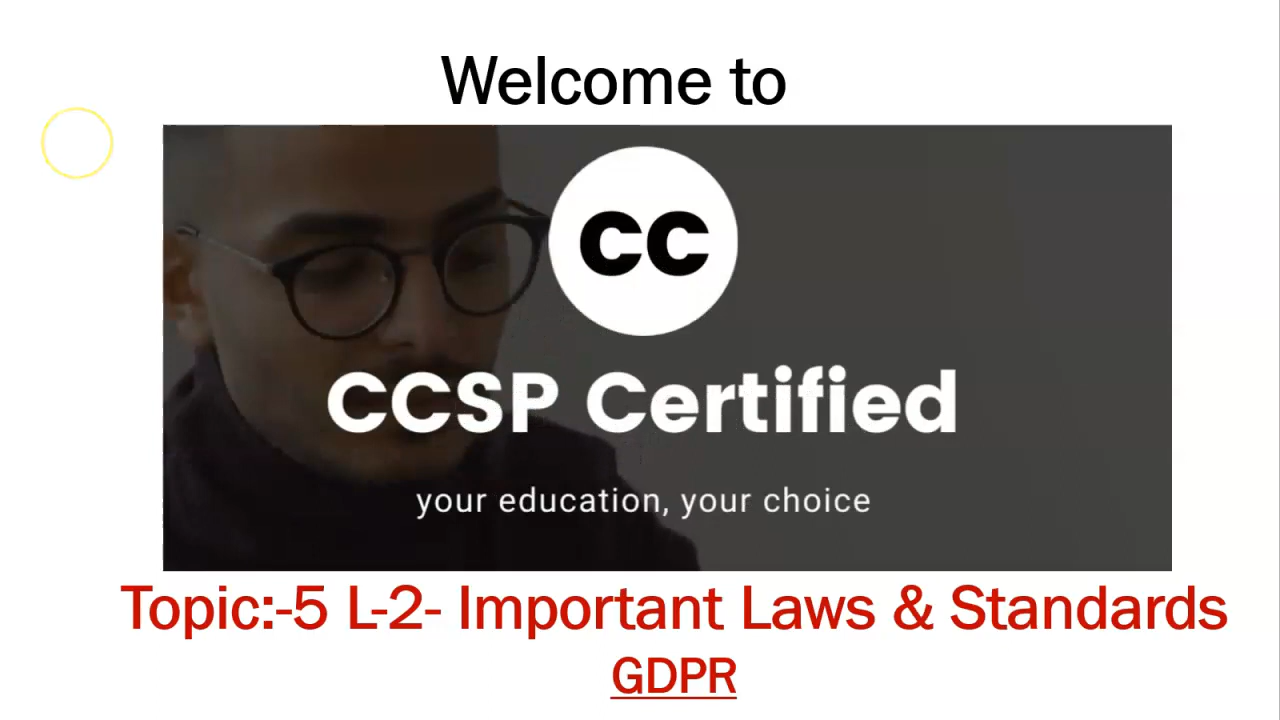 Welcome to
CC
CCSP Certified
your education, your choice
Topic:-5 L-2- Important Laws & Standards
GDPR